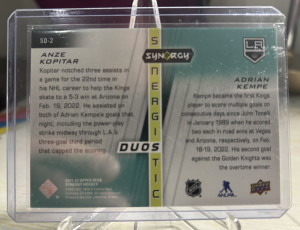 SD-2
ANZE
KOPITAR
Kopitar notched three assists in
a game for the 22nd time in
his NHL career to help the Kings
skate to a 5-3 win at Arizona on
Feb. 19, 2022. He assisted on
both of Adrian Kempe's goals that
night, including the power-play
strike midway through L.A.'s
three-goal third period
that capped the scoring.
SYNERGY
SYNERGISTIC
DUOS
ADRIAN
KEMPE
Kempe became the first Kings
player to score multiple goals on
consecutive days since John Tonelli
in January 1989 when he scored
two each in road wins at Vegas
and Arizona, respectively, on Feb.
18-19, 2022. His second goal
against the Golden Knights was
the overtime winner.
NHLPA